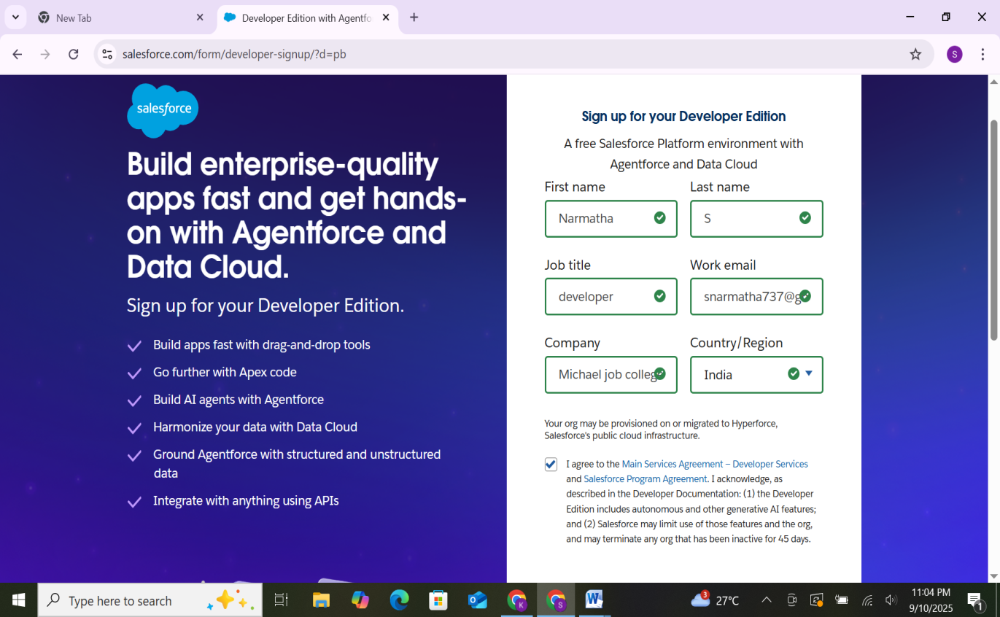 New Tab
Developer Edition with Agentfo
salesforce.com/form/developer-signup/?d=pb
S
salesforce
Build enterprise-quality
apps fast and get hands-
on with Agentforce and
Data Cloud.
Sign up for your Developer Edition.
Build apps fast with drag-and-drop tools
Go further with Apex code
Build AI agents with Agentforce
Harmonize your data with Data Cloud
Ground Agentforce with structured and unstructured
data
Integrate with anything using APIs
Sign up for your Developer Edition
A free Salesforce Platform environment with
Agentforce and Data Cloud
First name Last name
Narmatha S
Job title Work email
developer snarmatha737@g
Company Country/Region
Michael job colleg India
Your org may be provisioned on or migrated to Hyperforce,
Salesforce's public cloud infrastructure.
I agree to the Main Services Agreement – Developer Services
and Salesforce Program Agreement. I acknowledge, as
described in the Developer Documentation: (1) the Developer
Edition includes autonomous and other generative AI features;
and (2) Salesforce may limit use of those features and the org,
and may terminate any org that has been inactive for 45 days.
Type here to search
K
S
W
3
27°C
11:04 PM
9/10/2025
1